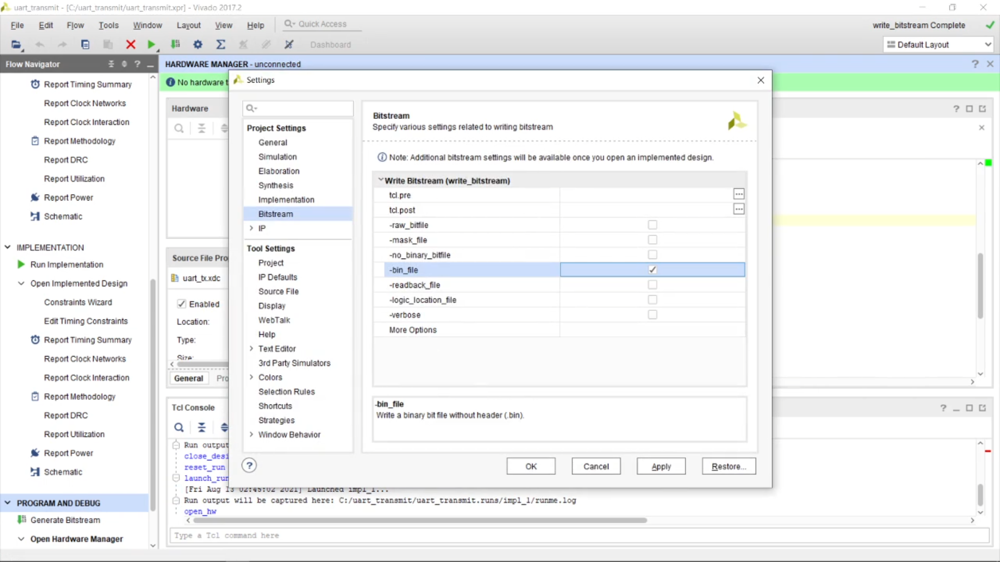 uart_transmit - [C:/uart_transmit/uart_transmit.xpr] - Vivado 2017.2
File Edit Flow Tools Window Layout View Help Quick Access
write_bitstream Complete
Dashboard
Default Layout
Flow Navigator
HARDWARE MANAGER - unconnected
Report Timing Summary
Report Clock Networks
Report Clock Interaction
Report Methodology
Report DRC
Report Utilization
Report Power
Schematic
IMPLEMENTATION
Run Implementation
Open Implemented Design
Constraints Wizard
Edit Timing Constraints
Report Timing Summary
Report Clock Networks
Report Clock Interaction
Report Methodology
Report DRC
Report Utilization
Report Power
Schematic
PROGRAM AND DEBUG
Generate Bitstream
Open Hardware Manager
No hardware t
Hardware
Source File Pro
uart_tx.xdc
Enabled
Location:
Type:
Size:
General Pro
Tcl Console
Run output
close_desi
reset_run
launch_run
[Fri Aug 13 02:45:02 2021] Launched impl_1...
Run output will be captured here: C:/uart_transmit/uart_transmit.runs/impl_1/runme.log
open_hw
Type a Tcl command here
Settings
Project Settings
General
Simulation
Elaboration
Synthesis
Implementation
Bitstream
IP
Tool Settings
Project
IP Defaults
Source File
Display
WebTalk
Help
Text Editor
3rd Party Simulators
Colors
Selection Rules
Shortcuts
Strategies
Window Behavior
Bitstream
Specify various settings related to writing bitstream
Note: Additional bitstream settings will be available once you open an implemented design.
Write Bitstream (write_bitstream)
tcl.pre
tcl.post
-raw_bitfile
-mask_file
-no_binary_bitfile
-bin_file
-readback_file
-logic_location_file
-verbose
More Options
-bin_file
Write a binary bit file without header (.bin).
OK Cancel Apply Restore...